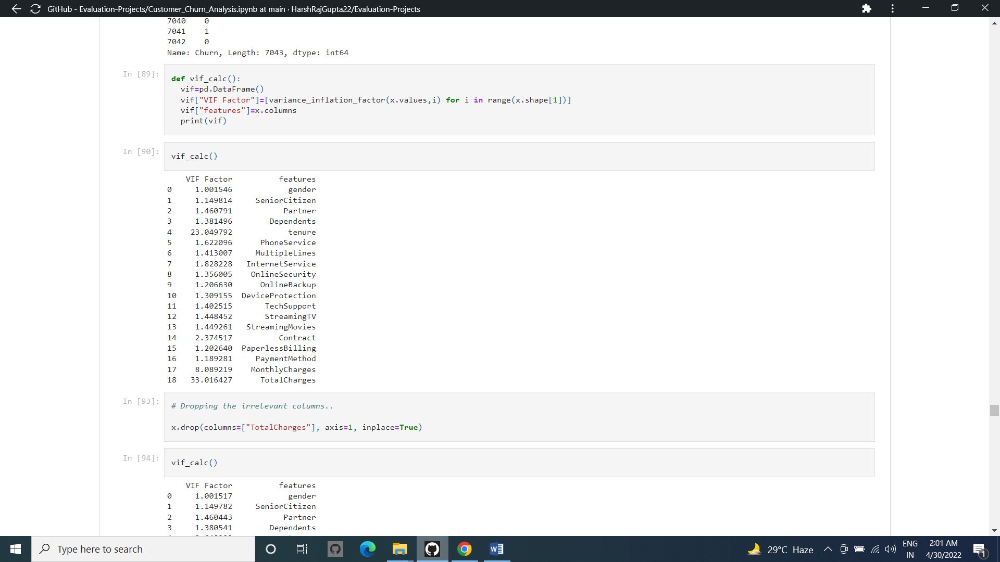 GitHub - Evaluation-Projects/Customer_Churn_Analysis.ipynb at main · HarshRajGupta22/Evaluation-Projects
7040 0
7041 1
7042 0
Name: Churn, Length: 7043, dtype: int64
In [89]:
def vif_calc():
vif=pd.DataFrame()
vif["VIF Factor"]=[variance_inflation_factor(x.values,i) for i in range(x.shape[1])]
vif["features"]=x.columns
print(vif)
In [90]:
vif_calc()
VIF Factor features
0 1.001546 gender
1 1.149814 SeniorCitizen
2 1.460791 Partner
3 1.381496 Dependents
4 23.049792 tenure
5 1.622096 PhoneService
6 1.413007 MultipleLines
7 1.828228 InternetService
8 1.356005 OnlineSecurity
9 1.206630 OnlineBackup
10 1.309155 DeviceProtection
11 1.402515 TechSupport
12 1.448452 StreamingTV
13 1.449261 StreamingMovies
14 2.374517 Contract
15 1.202640 PaperlessBilling
16 1.189281 PaymentMethod
17 8.089219 MonthlyCharges
18 33.016427 TotalCharges
In [93]:
# Dropping the irrelevant columns..
x.drop(columns=["TotalCharges"], axis=1, inplace=True)
In [94]:
vif_calc()
VIF Factor features
0 1.001517 gender
1 1.149782 SeniorCitizen
2 1.460443 Partner
3 1.380541 Dependents
Type here to search
29°C Haze
ENG
IN
2:01 AM
4/30/2022
1